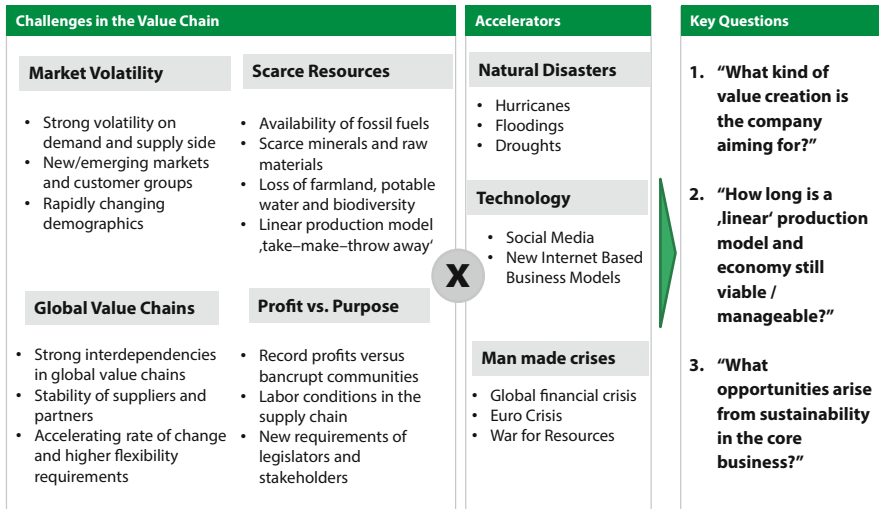 Challenges in the Value Chain
Market Volatility
• Strong volatility on
demand and supply side
• New/emerging markets
and customer groups
• Rapidly changing
demographics
Scarce Resources
• Availability of fossil fuels
• Scarce minerals and raw
materials
• Loss of farmland, potable
water and biodiversity
• Linear production model
‚take–make–throw away‘
Global Value Chains
• Strong interdependencies
in global value chains
• Stability of suppliers and
partners
• Accelerating rate of change
and higher flexibility
requirements
Profit vs. Purpose
• Record profits versus
bankrupt communities
• Labor conditions in the
supply chain
• New requirements of
legislators and
stakeholders
X
Accelerators
Natural Disasters
• Hurricanes
• Floodings
• Droughts
Technology
• Social Media
• New Internet Based
Business Models
Man made crises
• Global financial crisis
• Euro Crisis
• War for Resources
Key Questions
1. “What kind of
value creation is
the company
aiming for?”
2. “How long is a
‚linear‘ production
model and
economy still
viable /
manageable?”
3. “What
opportunities arise
from sustainability
in the core
business?”